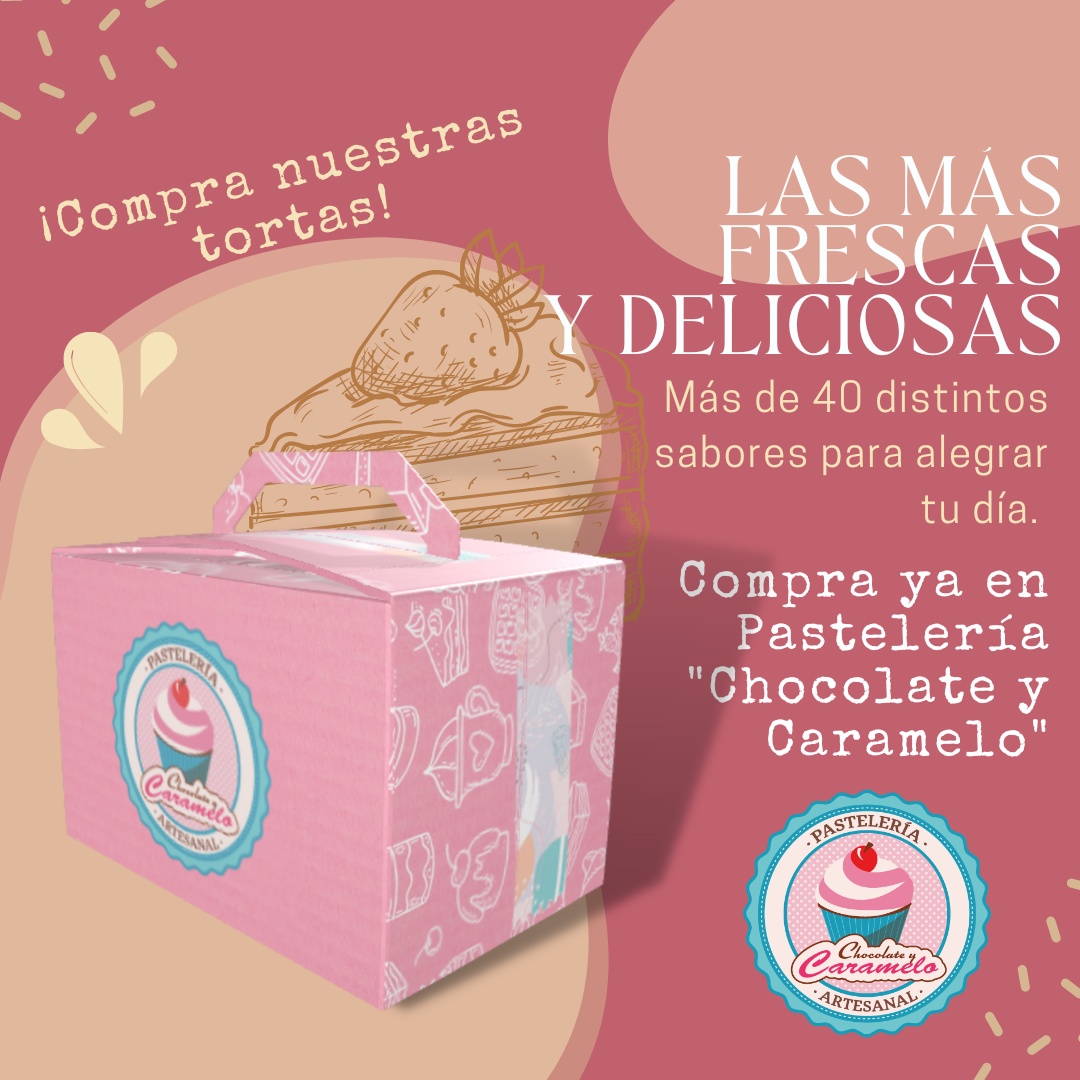 ¡Compra nuestras
tortas!
LAS MÁS
FRESCAS
Y DELICIOSAS
Más de 40 distintos
sabores para alegrar
tu día.
Compra ya en
Pastelería
"Chocolate y
Caramelo"
· PASTELERÍA ·
Chocolate y
Caramelo
· ARTESANAL ·
· PASTELERÍA ·
Chocolate y
Caramelo
· ARTESANAL ·